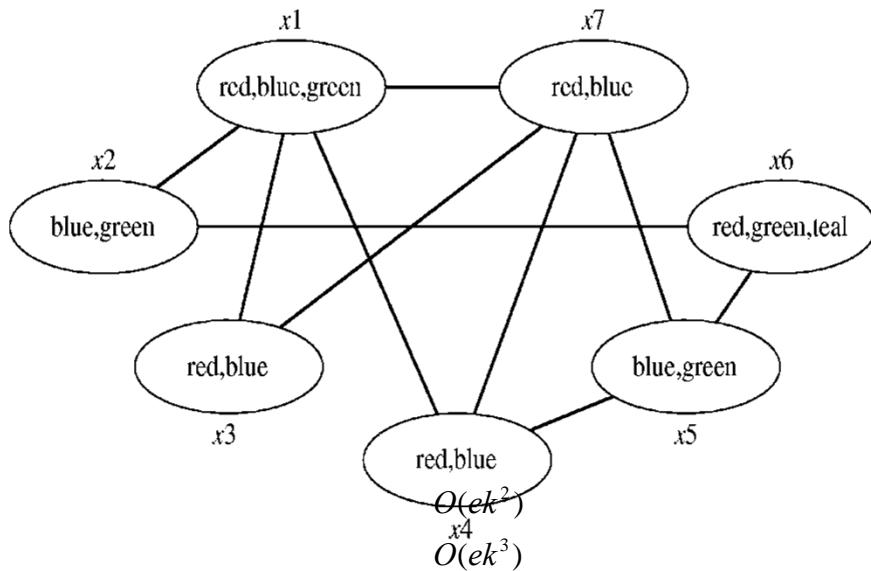 x1
x7
red,blue,green
red,blue
x2
x6
blue,green
red,green,teal
red,blue
blue,green
x3
x5
red,blue
O(ek²)
x4
O(ek³)